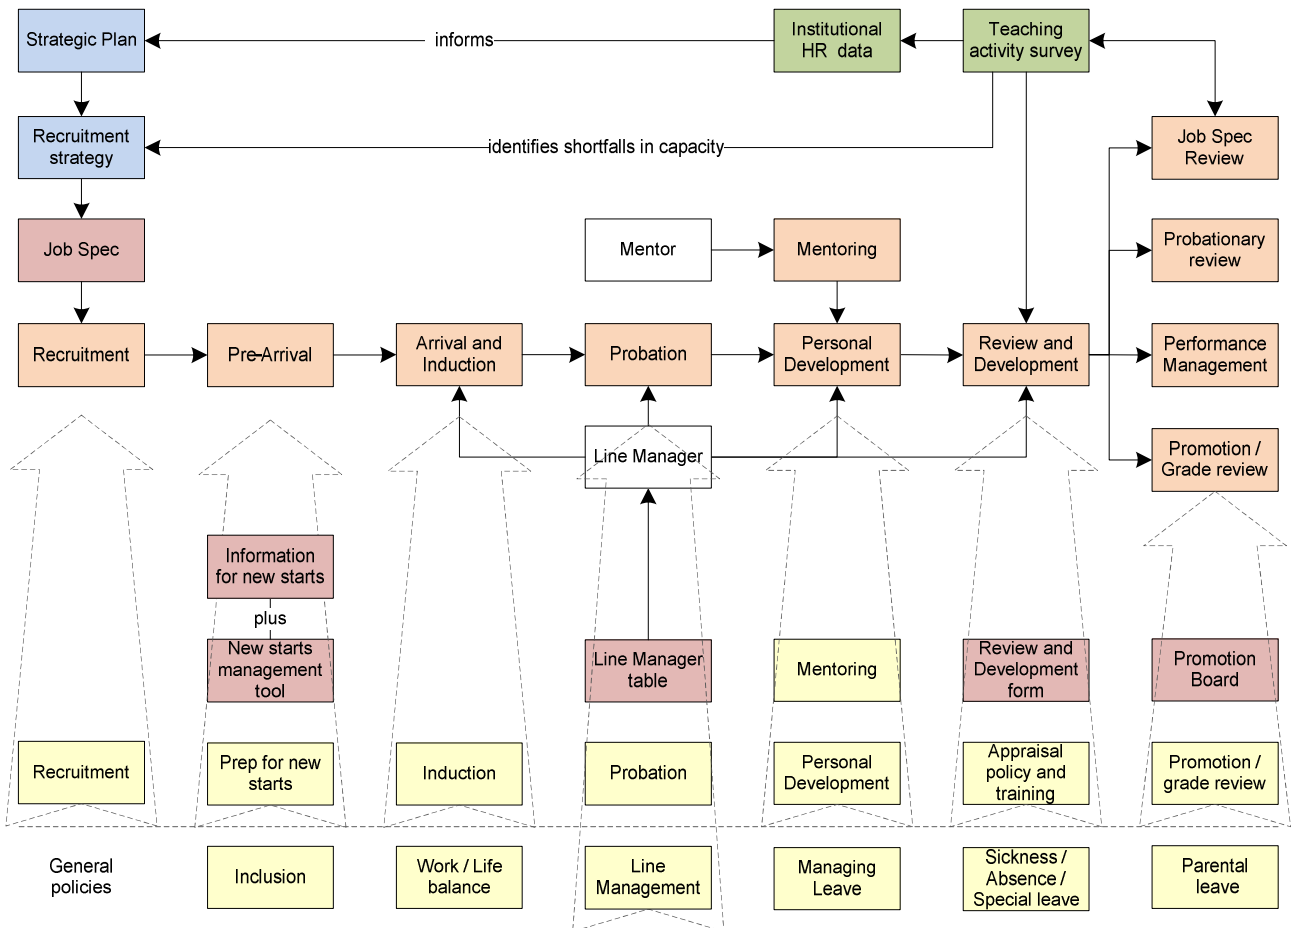 Strategic Plan
informs
Institutional
HR data
Teaching
activity survey
Recruitment
strategy
identifies shortfalls in capacity
Job Spec
Review
Job Spec
Mentor
Mentoring
Probationary
review
Recruitment
Pre-Arrival
Arrival and
Induction
Probation
Personal
Development
Review and
Development
Performance
Management
Line Manager
Promotion /
Grade review
Information
for new starts
plus
New starts
management
tool
Line Manager
table
Mentoring
Review and
Development
form
Promotion
Board
Recruitment
Prep for new
starts
Induction
Probation
Personal
Development
Appraisal
policy and
training
Promotion /
grade review
General
policies
Inclusion
Work / Life
balance
Line
Management
Managing
Leave
Sickness /
Absence /
Special leave
Parental
leave